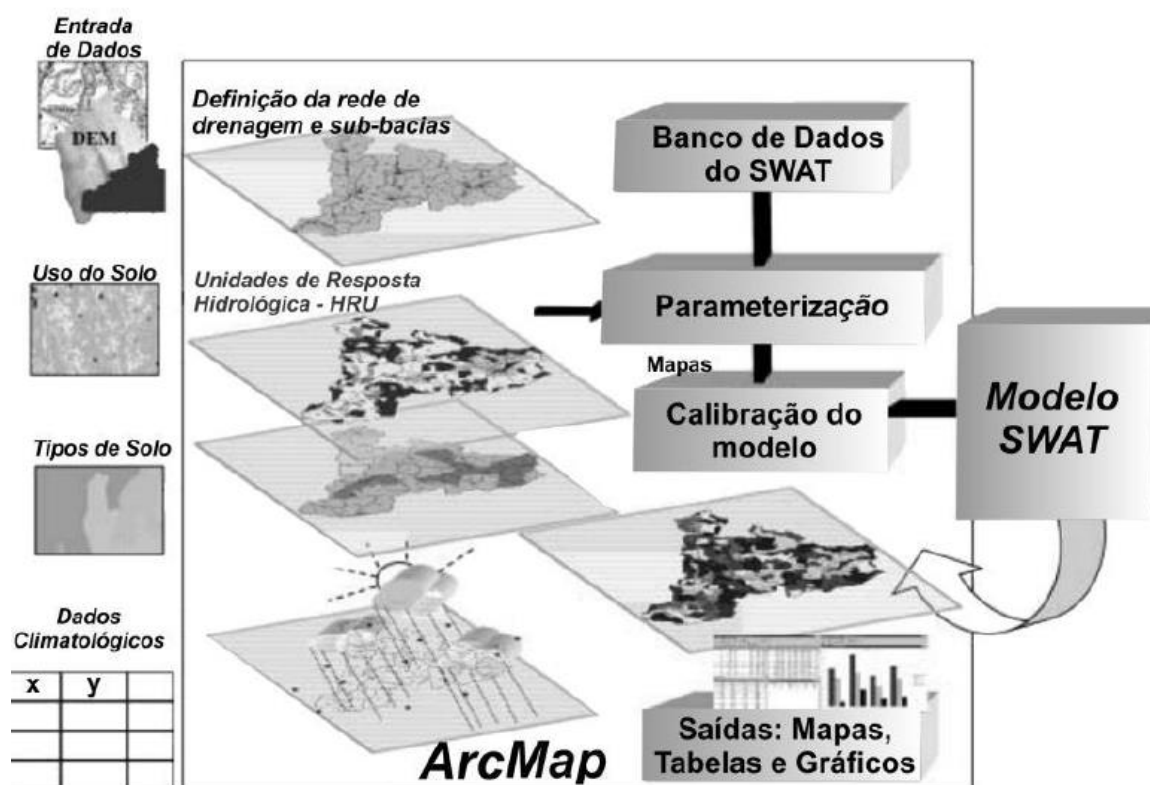 Entrada
de Dados
DEM
Uso do Solo
Tipos de Solo
Dados
Climatológicos
x y
Definição da rede de
drenagem e sub-bacias
Unidades de Resposta
Hidrológica - HRU
Banco de Dados
do SWAT
Parameterização
Mapas
Calibração do
modelo
Modelo
SWAT
Saídas: Mapas,
Tabelas e Gráficos
ArcMap